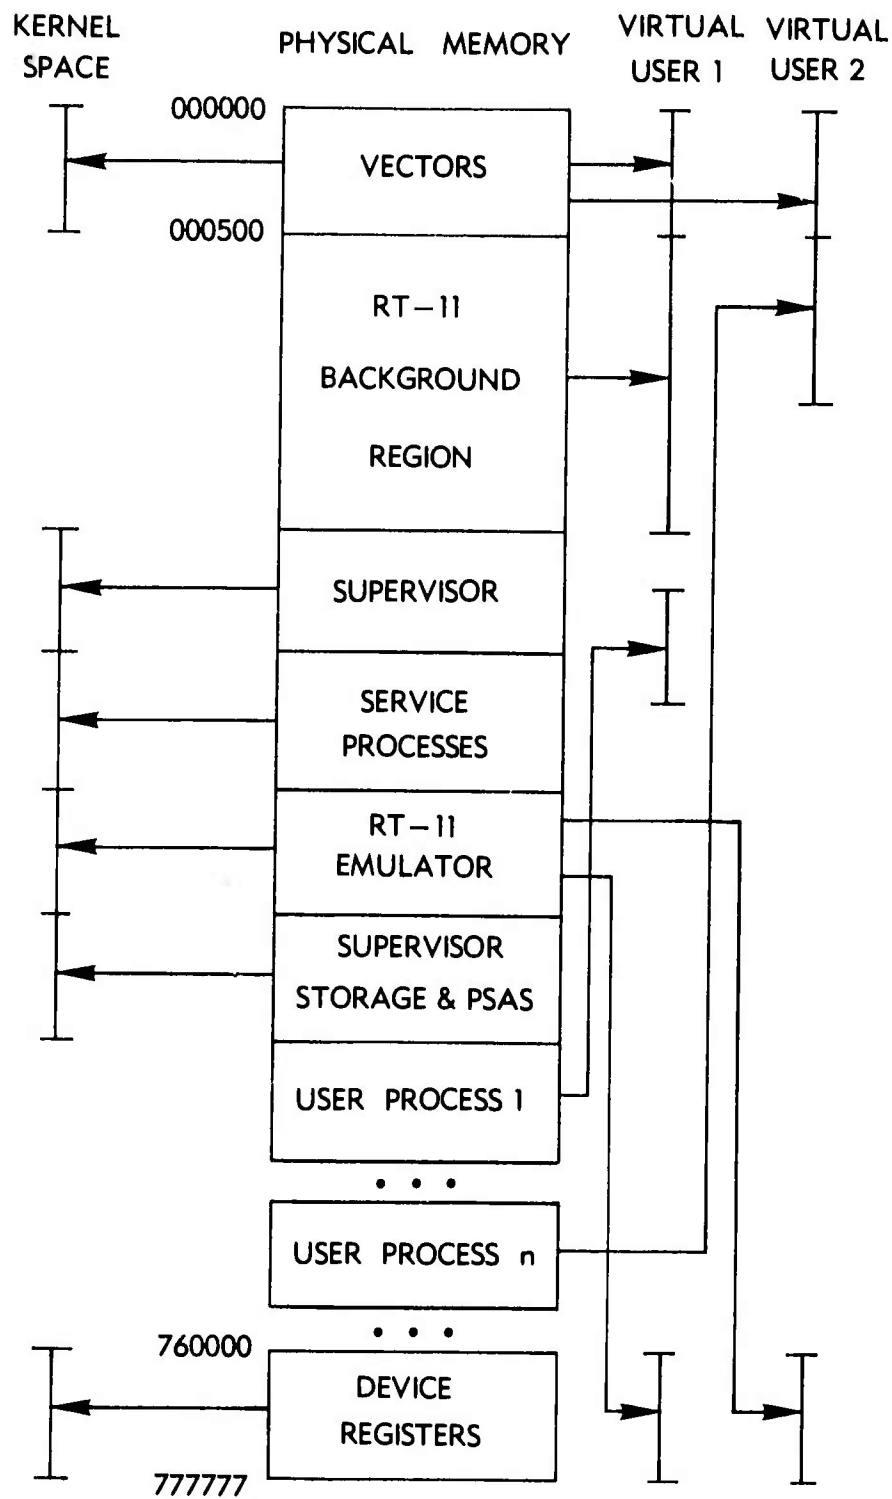 KERNEL
SPACE
PHYSICAL MEMORY
VIRTUAL
USER 1
VIRTUAL
USER 2
000000
VECTORS
000500
RT-11
BACKGROUND
REGION
SUPERVISOR
SERVICE
PROCESSES
RT-11
EMULATOR
SUPERVISOR
STORAGE & PSAS
USER PROCESS 1
• • •
USER PROCESS n
• • •
760000
DEVICE
REGISTERS
777777